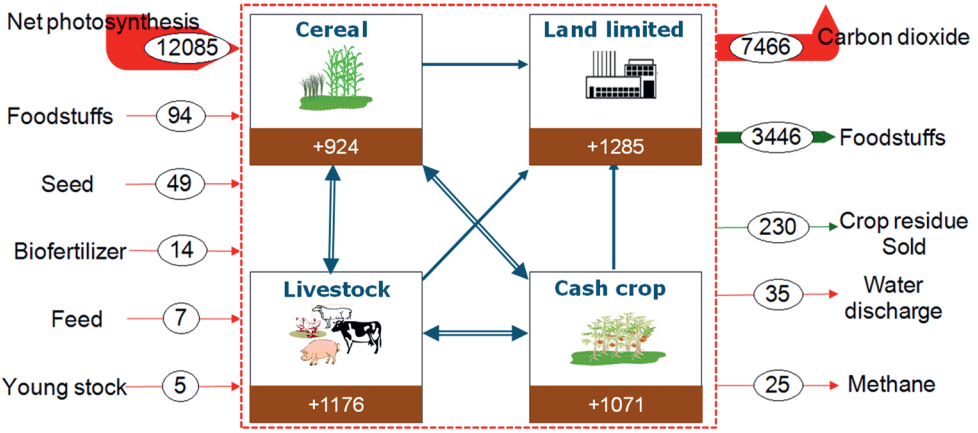 Net photosynthesis
12085
Foodstuffs
94
Seed
49
Biofertilizer
14
Feed
7
Young stock
5
Cereal
+924
Land limited
+1285
Livestock
+1176
Cash crop
+1071
7466
Carbon dioxide
3446
Foodstuffs
230
Crop residue
Sold
35
Water
discharge
25
Methane